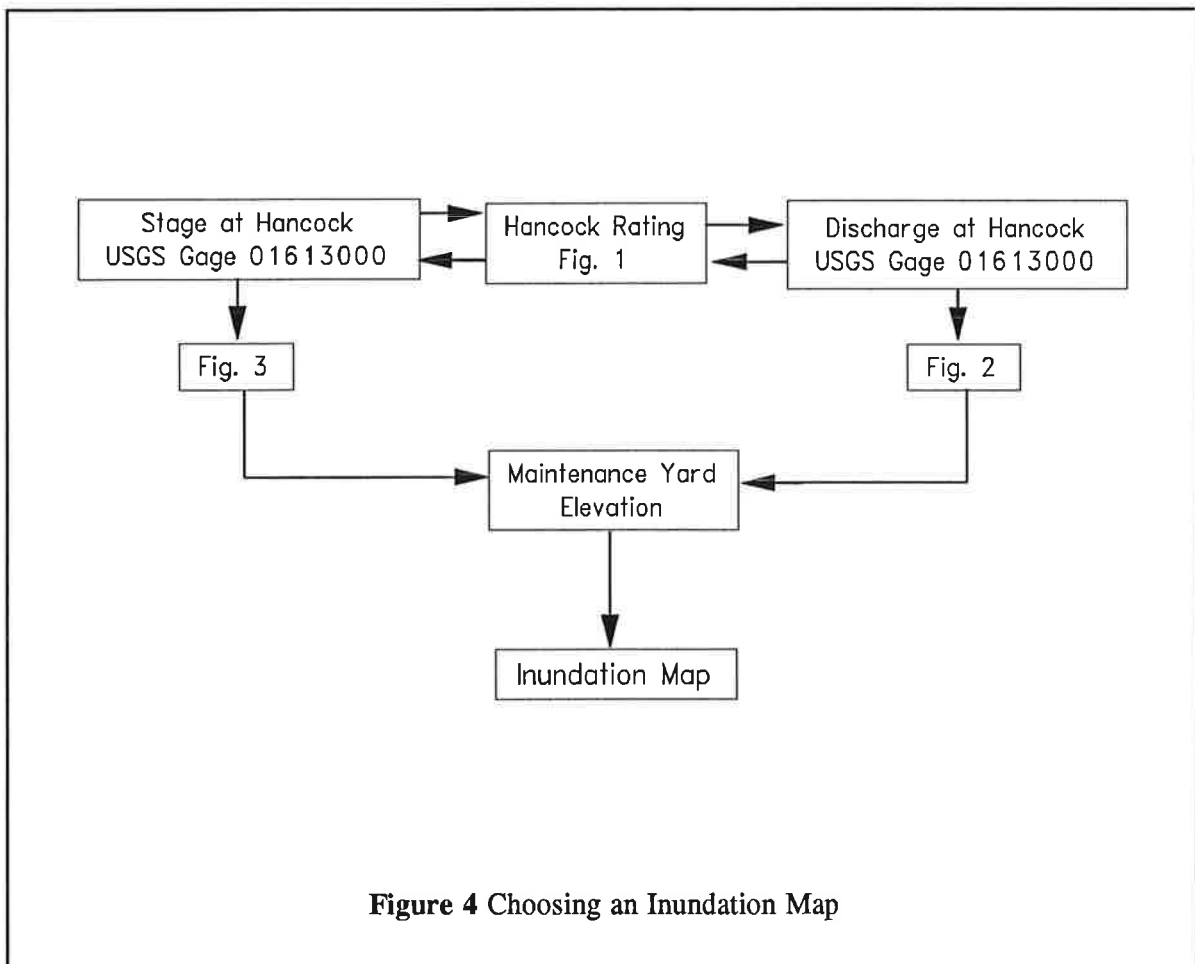 Stage at Hancock
USGS Gage 01613000
Hancock Rating
Fig. 1
Discharge at Hancock
USGS Gage 01613000
Fig. 3
Fig. 2
Maintenance Yard
Elevation
Inundation Map
Figure 4 Choosing an Inundation Map